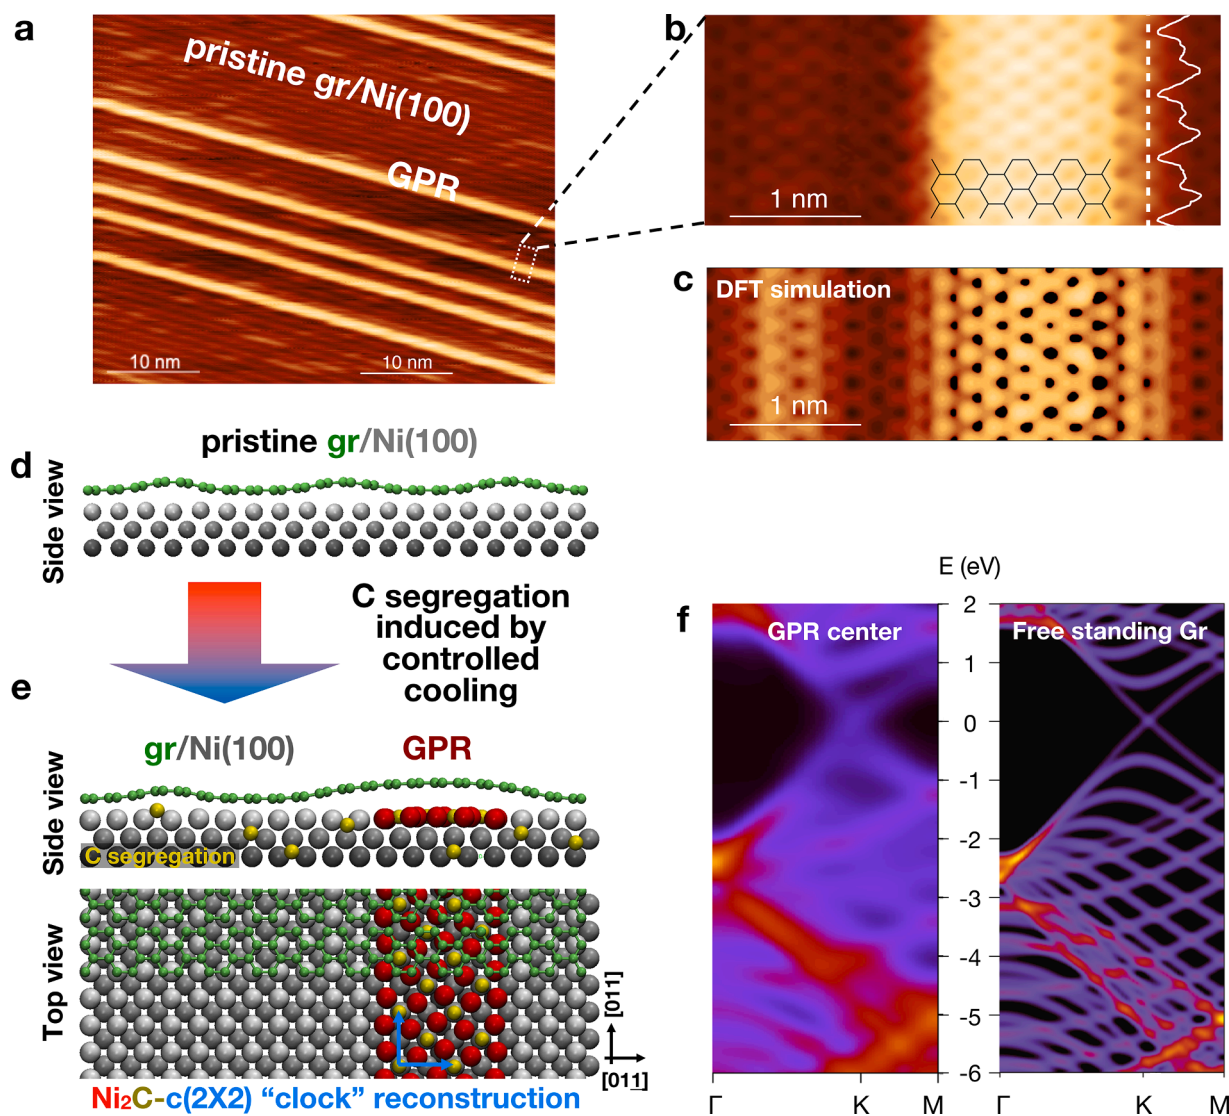 a
pristine gr/Ni(100)
GPR
10 nm
10 nm
b
1 nm
c
DFT simulation
1 nm
d
pristine gr/Ni(100)
Side view
C segregation
induced by
controlled
cooling
e
gr/Ni(100)
GPR
Side view
C segregation
Top view
[011]
[011]
Ni₂C-c(2X2) “clock” reconstruction
f
E (eV)
GPR center
Free standing Gr
2
1
0
-1
-2
-3
-4
-5
-6
Γ
K
M
Γ
K
M